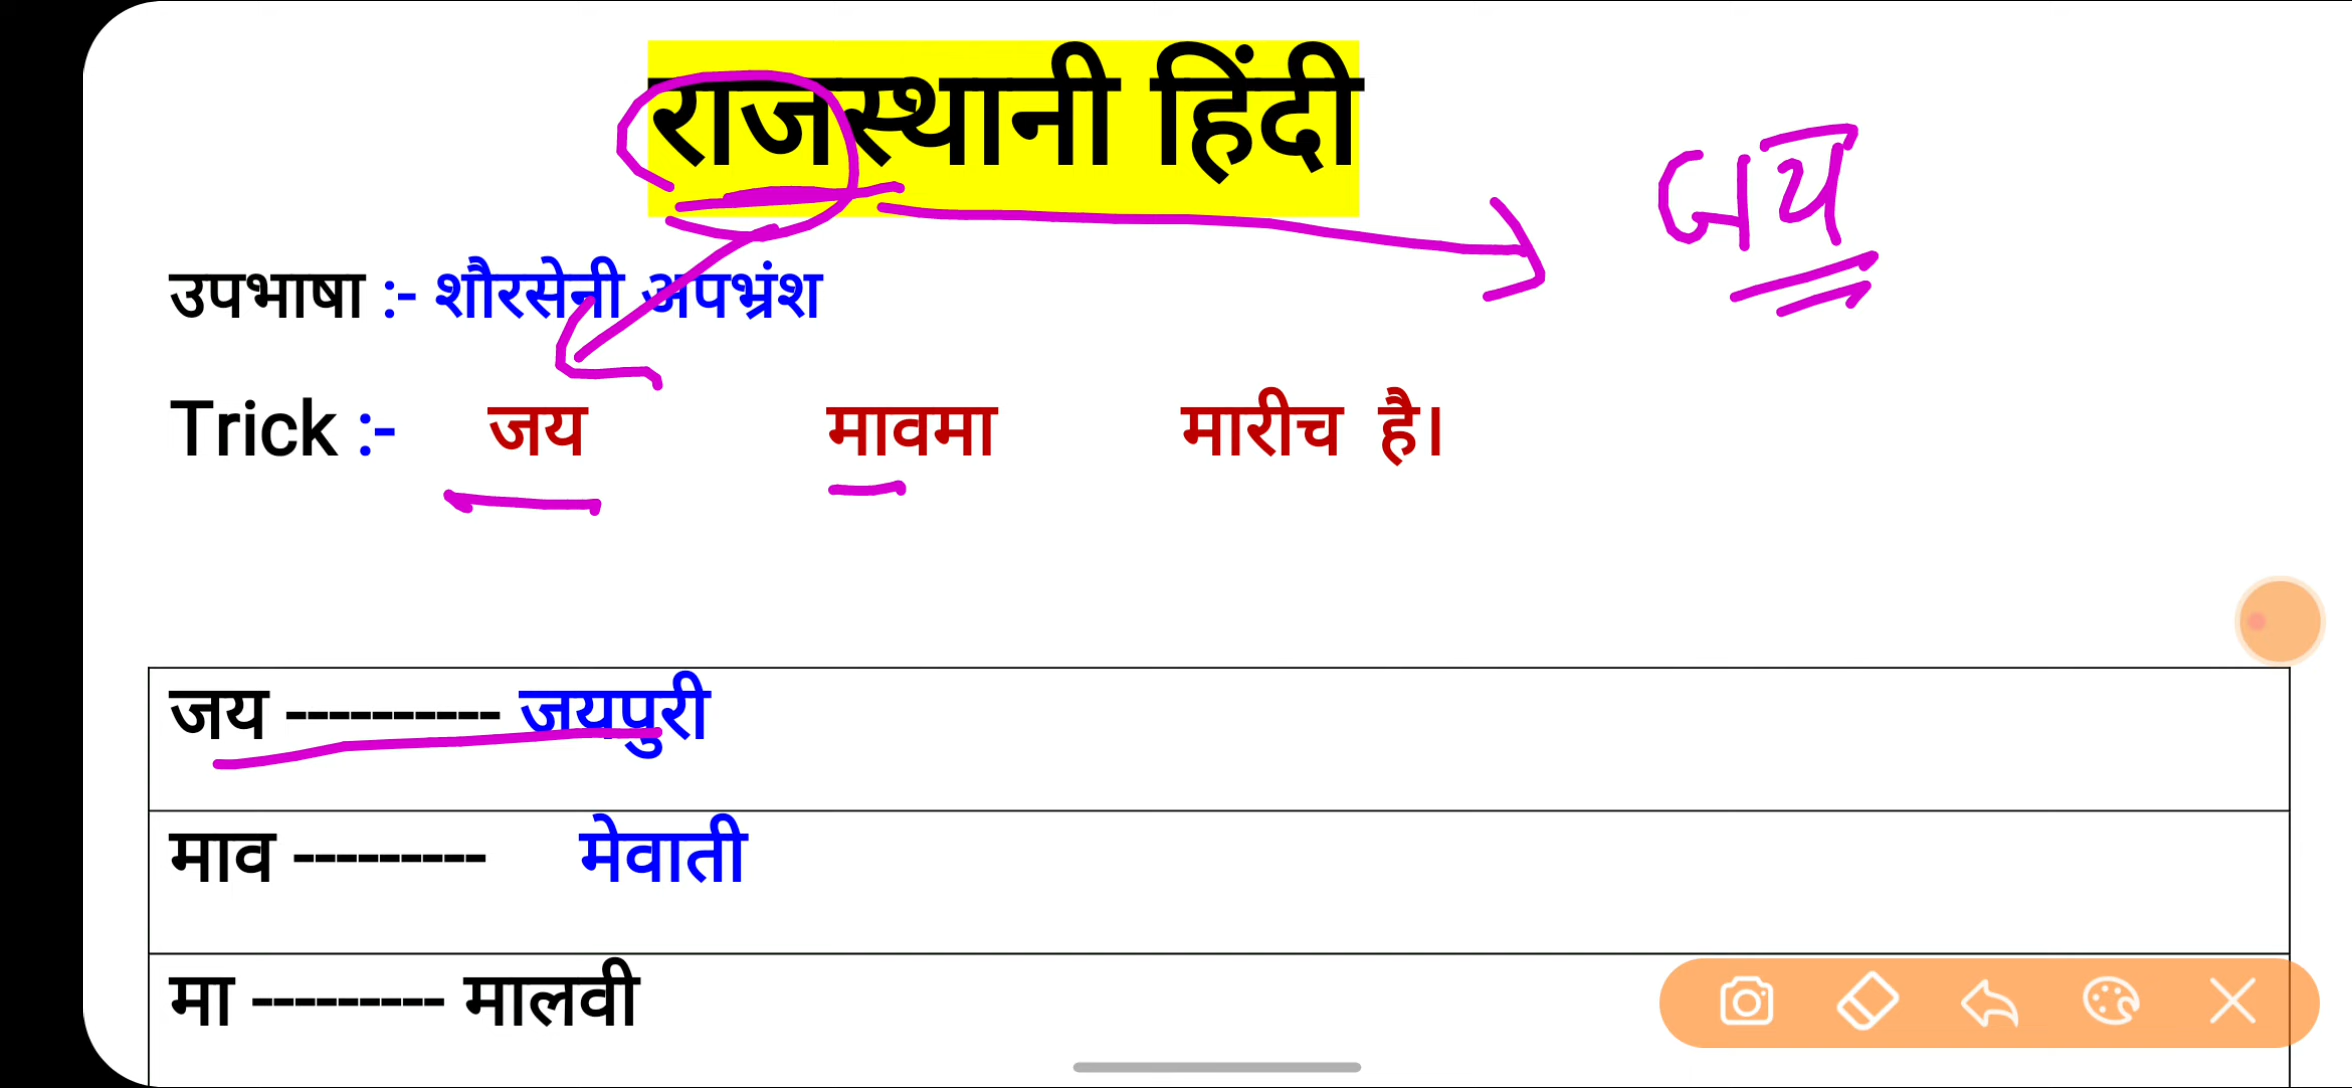 राजस्थानी हिंदी
जय
उपभाषा :- शौरसेनी अपभ्रंश
Trick :- जय मावमा मारीच है।
जय ---------- जयपुरी
माव --------- मेवाती
मा --------- मालवी